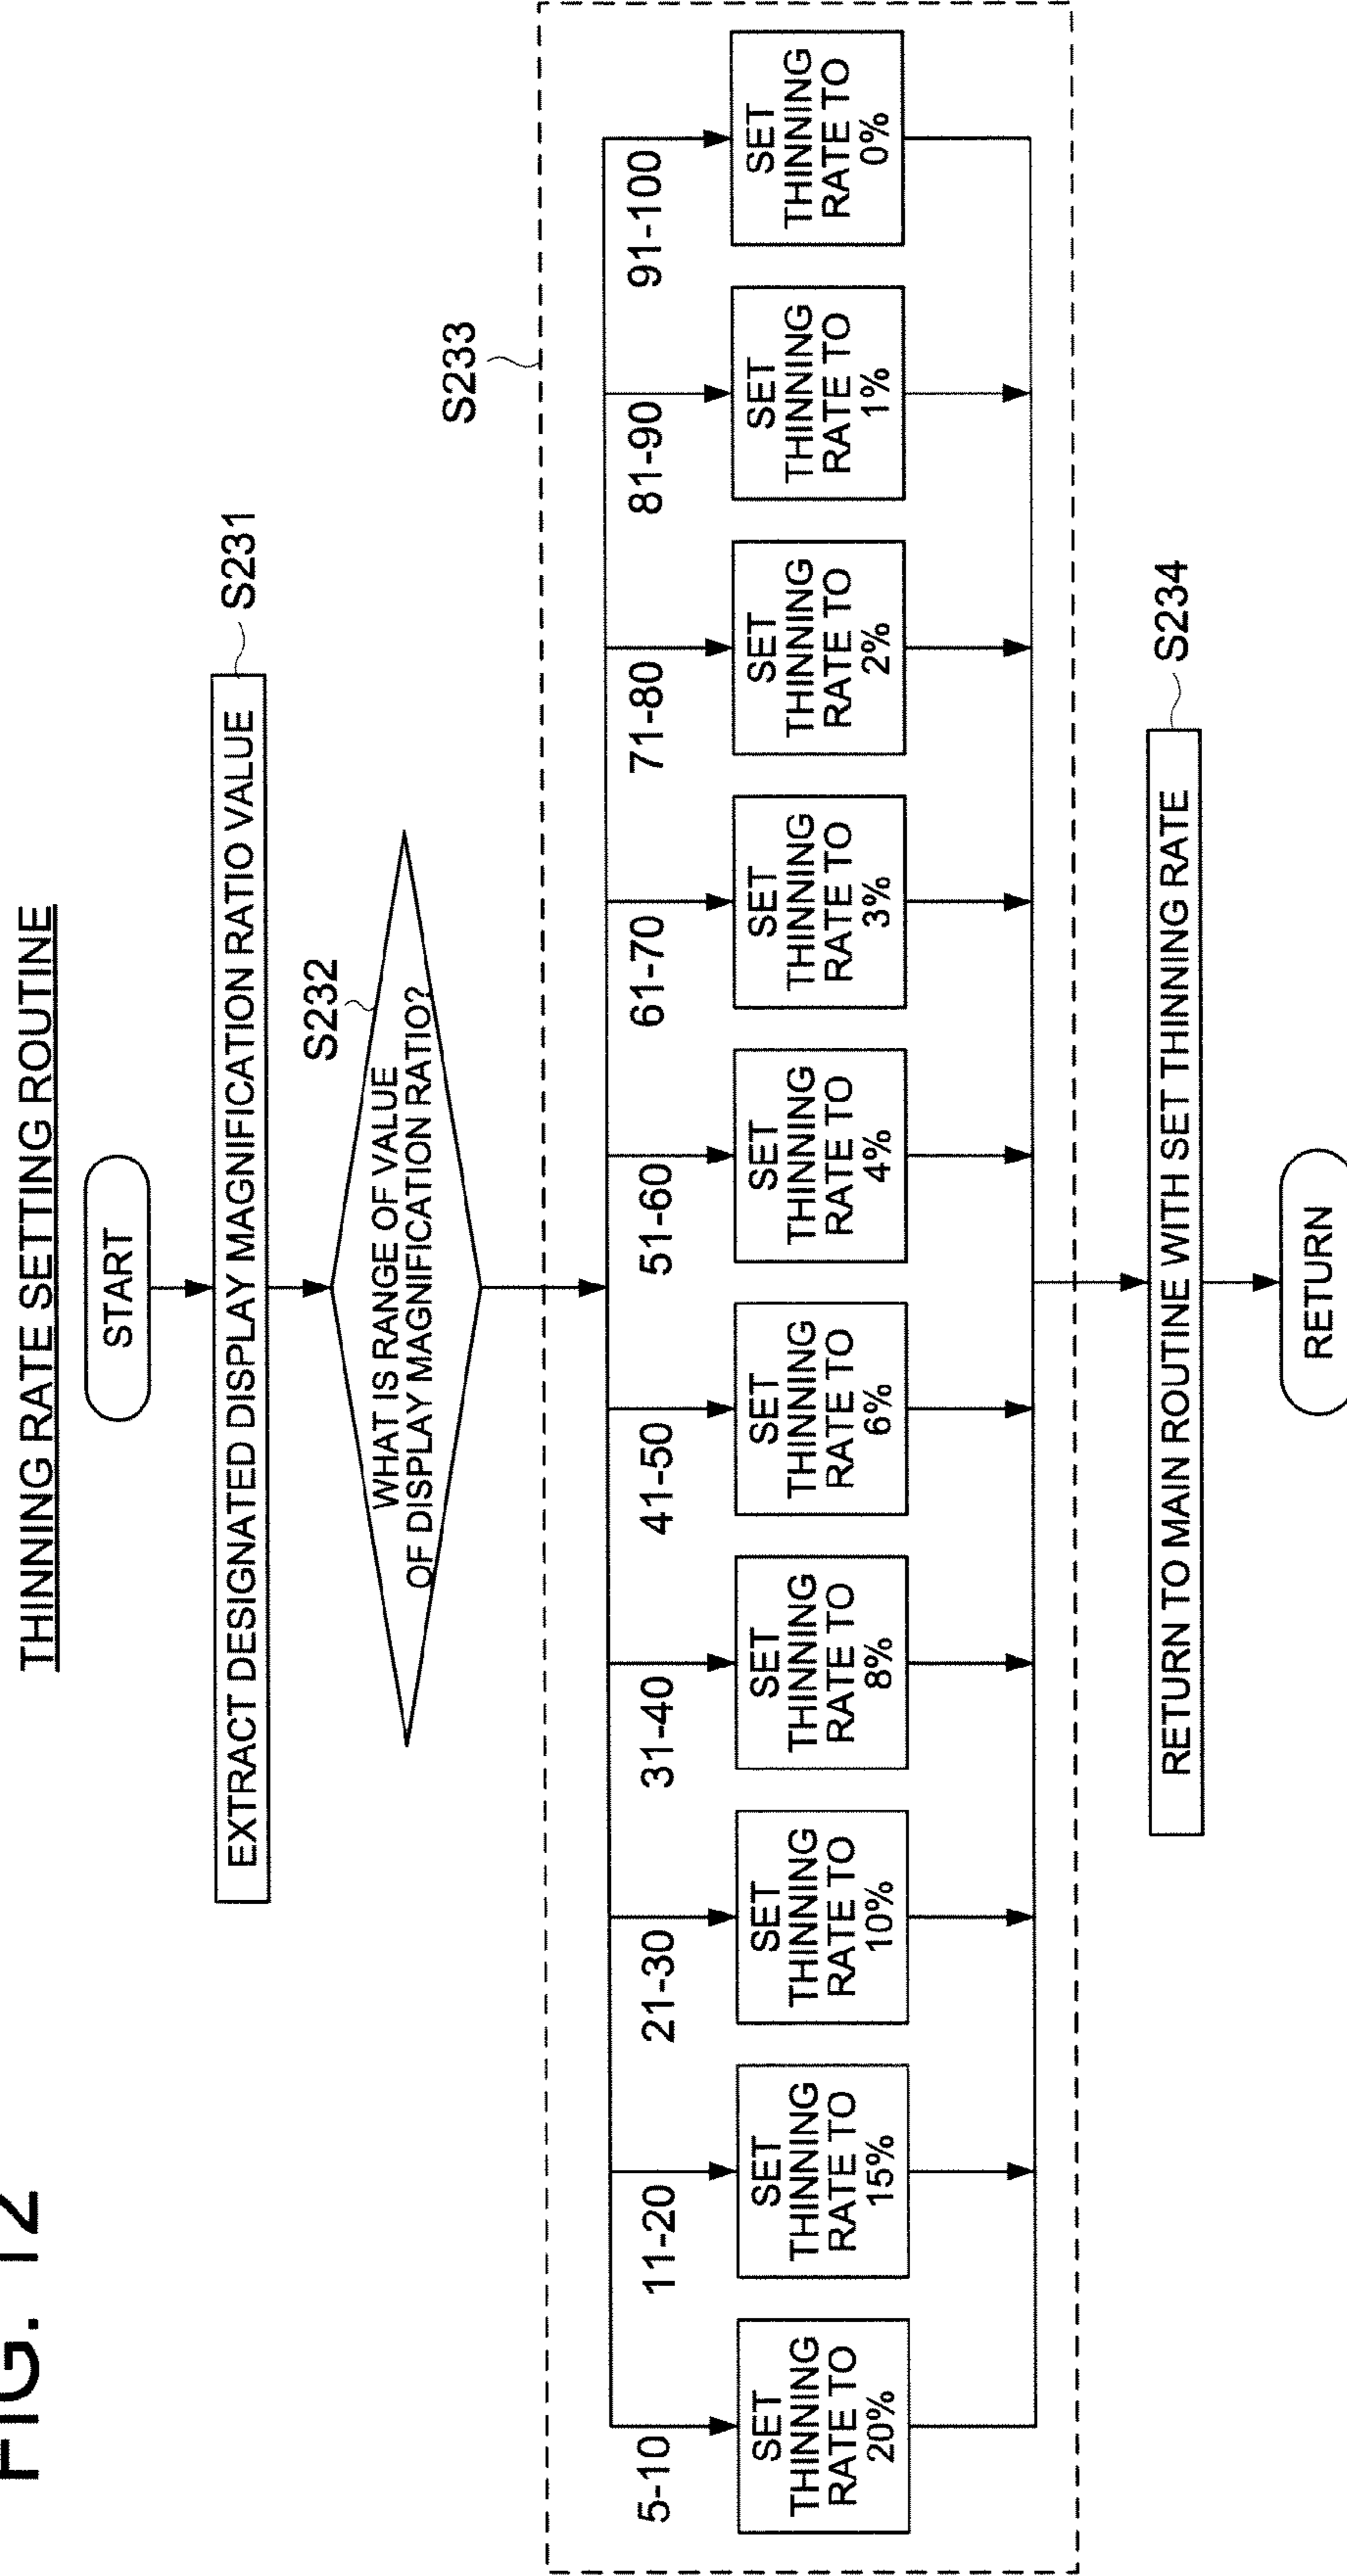 FIG. 12
THINNING RATE SETTING ROUTINE
START
EXTRACT DESIGNATED DISPLAY MAGNIFICATION RATIO VALUE
S231
S232
WHAT IS RANGE OF VALUE
OF DISPLAY MAGNIFICATION RATIO?
S233
5-10
SET
THINNING
RATE TO
20%
11-20
SET
THINNING
RATE TO
15%
21-30
SET
THINNING
RATE TO
10%
31-40
SET
THINNING
RATE TO
8%
41-50
SET
THINNING
RATE TO
6%
51-60
SET
THINNING
RATE TO
4%
61-70
SET
THINNING
RATE TO
3%
71-80
SET
THINNING
RATE TO
2%
81-90
SET
THINNING
RATE TO
1%
91-100
SET
THINNING
RATE TO
0%
RETURN TO MAIN ROUTINE WITH SET THINNING RATE
S234
RETURN